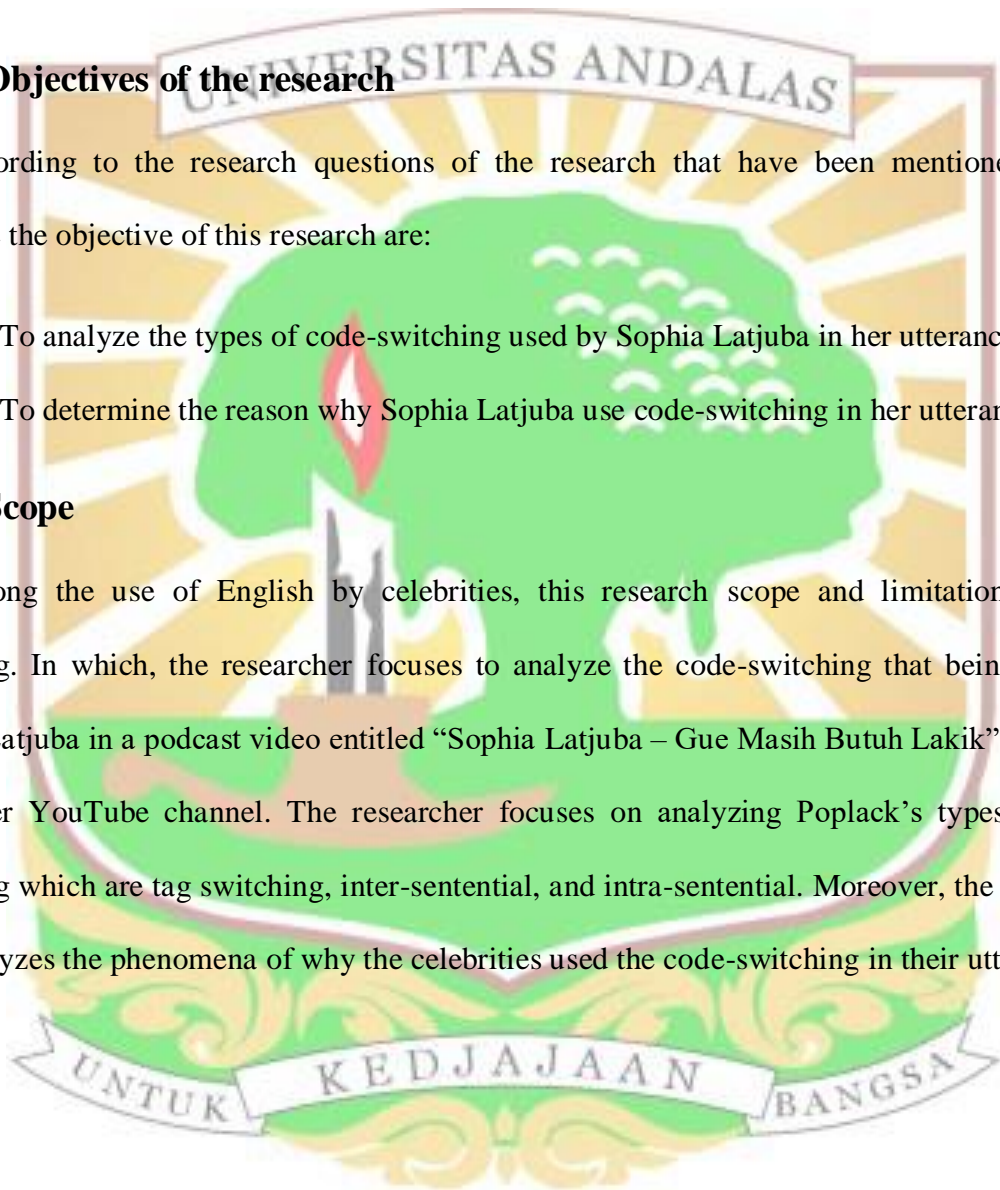 UNIVERSITAS ANDALAS
Objectives of the research
ording to the research questions of the research that have been mentione
the objective of this research are:
To analyze the types of code-switching used by Sophia Latjuba in her utteranc
To determine the reason why Sophia Latjuba use code-switching in her utteran
Scope
ong the use of English by celebrities, this research scope and limitation
g. In which, the researcher focuses to analyze the code-switching that bein
Latjuba in a podcast video entitled “Sophia Latjuba – Gue Masih Butuh Lakik”
er YouTube channel. The researcher focuses on analyzing Poplack’s types
g which are tag switching, inter-sentential, and intra-sentential. Moreover, the
yzes the phenomena of why the celebrities used the code-switching in their utt
UNTUK KEDJAJAAN BANGSA